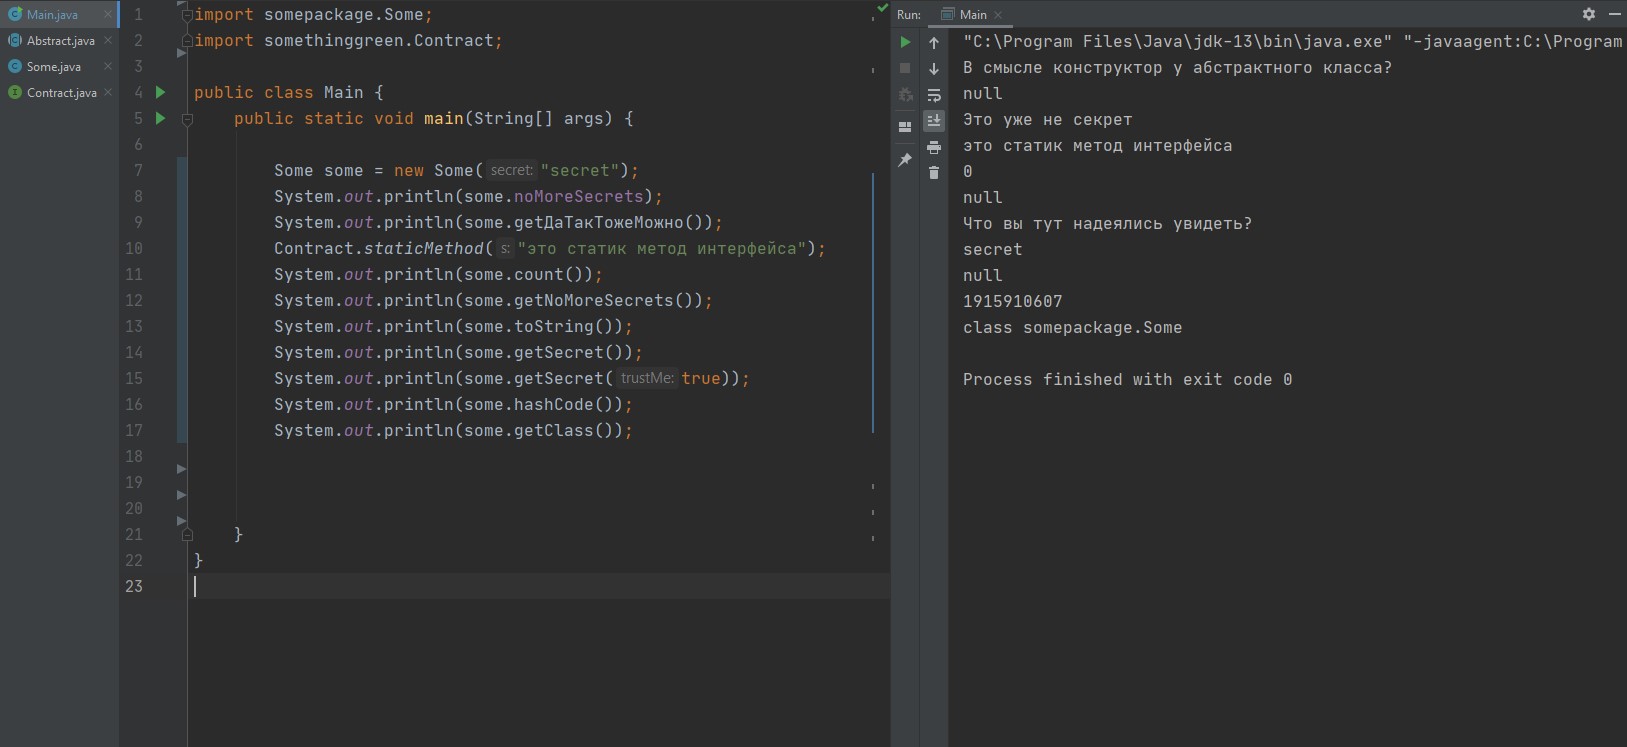 Main.java
Abstract.java
Some.java
Contract.java
1 import somepackage.Some;
2 import somethinggreen.Contract;
3
4 public class Main {
5 public static void main(String[] args) {
6
7 Some some = new Some( secret: "secret");
8 System.out.println(some.noMoreSecrets);
9 System.out.println(some.getДаТакТожеМожно());
10 Contract.staticMethod( s: "это статик метод интерфейса");
11 System.out.println(some.count());
12 System.out.println(some.getNoMoreSecrets());
13 System.out.println(some.toString());
14 System.out.println(some.getSecret());
15 System.out.println(some.getSecret( trustMe: true));
16 System.out.println(some.hashCode());
17 System.out.println(some.getClass());
18
19
20
21 }
22 }
23
Run: Main
"C:\Program Files\Java\jdk-13\bin\java.exe" "-javaagent:C:\Program
В смысле конструктор у абстрактного класса?
null
Это уже не секрет
это статик метод интерфейса
0
null
Что вы тут надеялись увидеть?
secret
null
1915910607
class somepackage.Some
Process finished with exit code 0